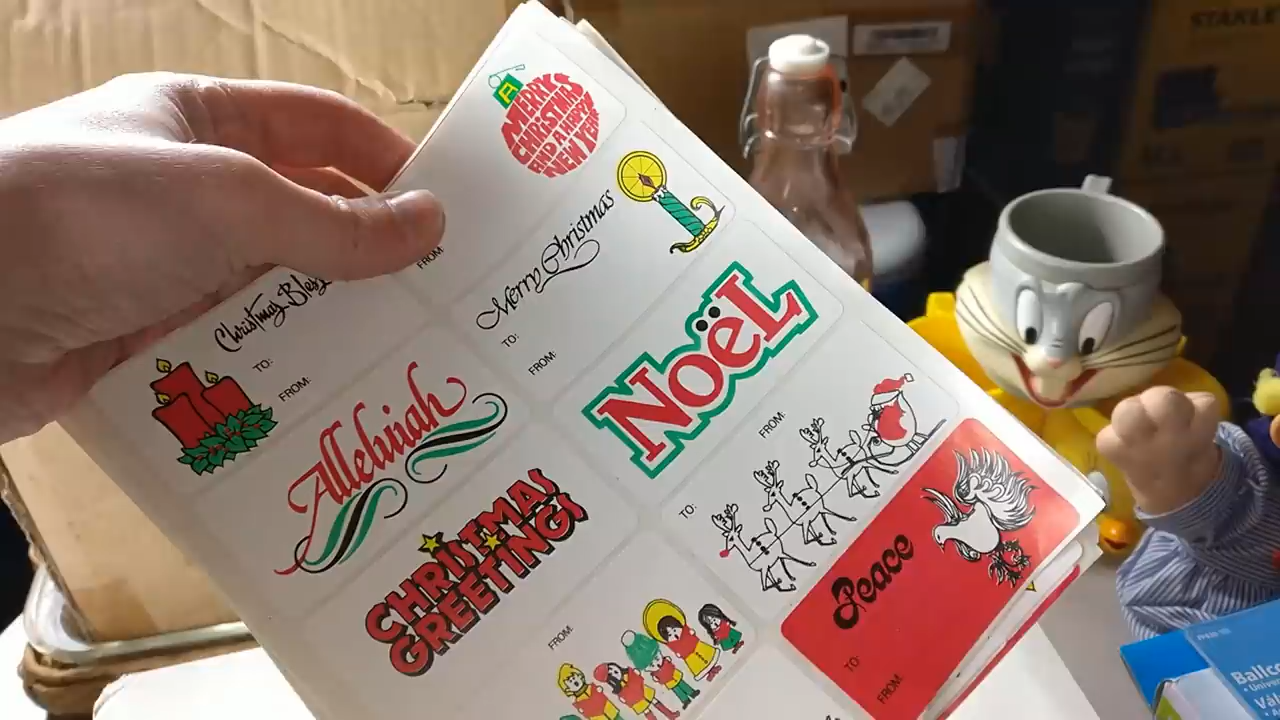 MERRY
CHRISTMAS
AND A HAPPY
NEW YEAR
FROM:
Merry Christmas
TO:
FROM:
Christmas
TO:
FROM:
Alleluiah
NOËL
CHRISTMAS
GREETINGS
FROM:
TO:
FROM:
Peace
TO:
FROM:
STANLEY